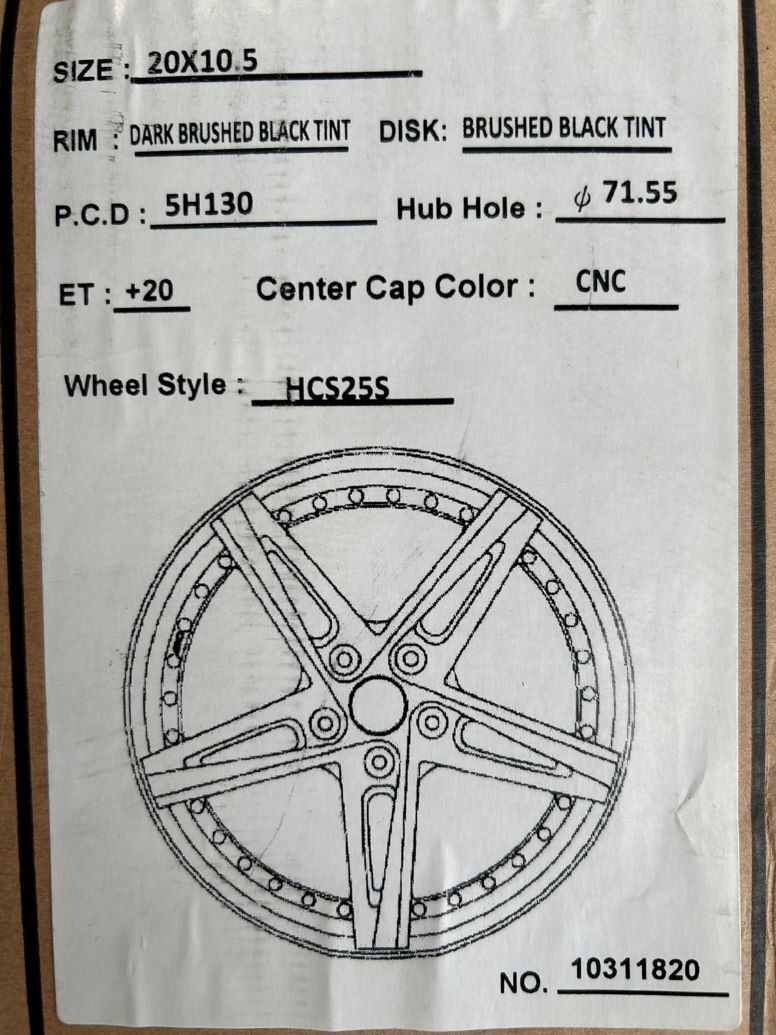 SIZE : 20X10.5
RIM : DARK BRUSHED BLACK TINT DISK: BRUSHED BLACK TINT
P.C.D : 5H130 Hub Hole : ϕ 71.55
ET : +20 Center Cap Color : CNC
Wheel Style : HCS25S
NO. 10311820